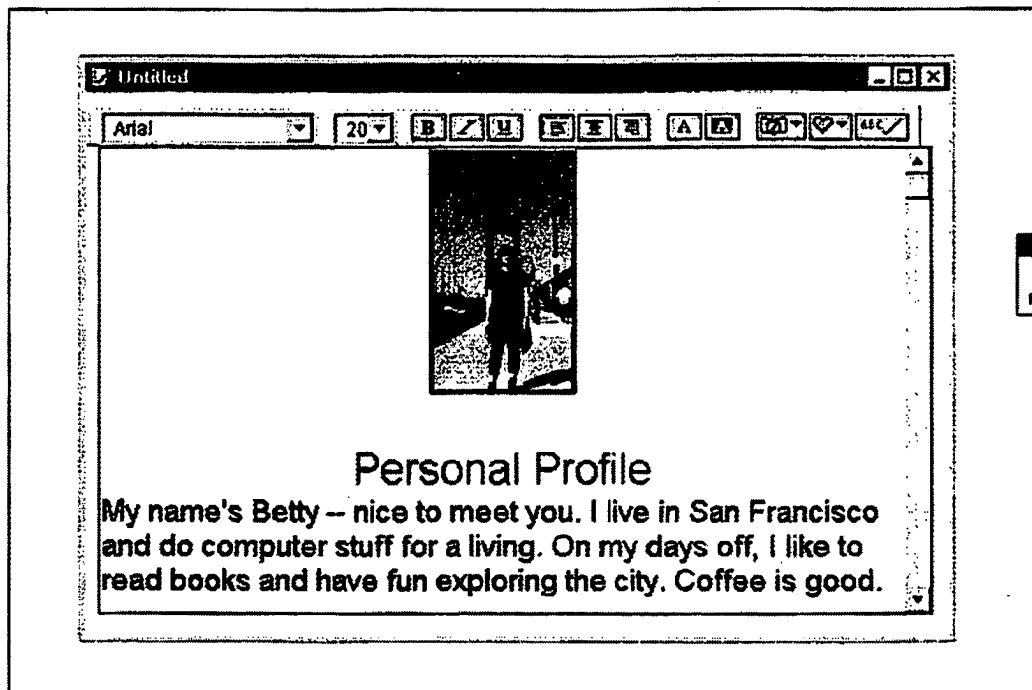 Untitled
Arial 20 B I U A A ABC
Personal Profile
My name's Betty – nice to meet you. I live in San Francisco
and do computer stuff for a living. On my days off, I like to
read books and have fun exploring the city. Coffee is good.